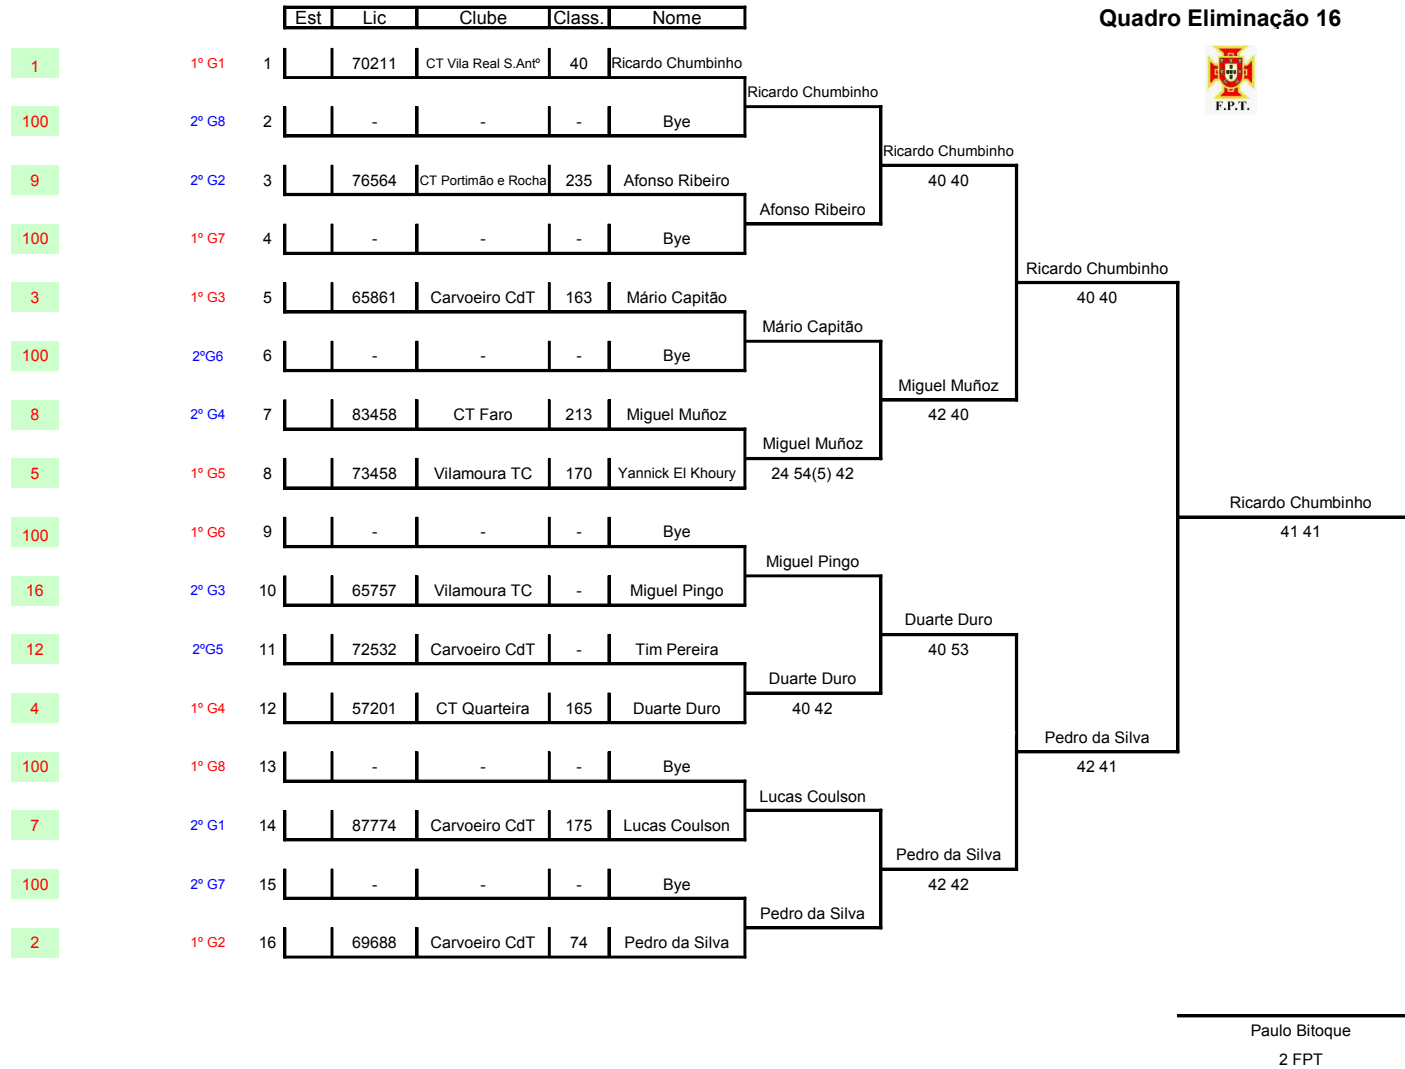 Est Lic Clube Class. Nome
Quadro Eliminação 16
F.P.T.
1 1º G1 1 70211 CT Vila Real S.Antº 40 Ricardo Chumbinho
Ricardo Chumbinho
100 2º G8 2 - - - Bye
Ricardo Chumbinho
40 40
9 2º G2 3 76564 CT Portimão e Rocha 235 Afonso Ribeiro
Afonso Ribeiro
100 1º G7 4 - - - Bye
Ricardo Chumbinho
40 40
3 1º G3 5 65861 Carvoeiro CdT 163 Mário Capitão
Mário Capitão
100 2ºG6 6 - - - Bye
Miguel Muñoz
42 40
8 2º G4 7 83458 CT Faro 213 Miguel Muñoz
Miguel Muñoz
24 54(5) 42
5 1º G5 8 73458 Vilamoura TC 170 Yannick El Khoury
Ricardo Chumbinho
41 41
100 1º G6 9 - - - Bye
Miguel Pingo
16 2º G3 10 65757 Vilamoura TC - Miguel Pingo
Duarte Duro
40 53
12 2ºG5 11 72532 Carvoeiro CdT - Tim Pereira
Duarte Duro
40 42
4 1º G4 12 57201 CT Quarteira 165 Duarte Duro
Pedro da Silva
42 41
100 1º G8 13 - - - Bye
Lucas Coulson
7 2º G1 14 87774 Carvoeiro CdT 175 Lucas Coulson
Pedro da Silva
42 42
100 2º G7 15 - - - Bye
Pedro da Silva
2 1º G2 16 69688 Carvoeiro CdT 74 Pedro da Silva
Paulo Bitoque
2 FPT